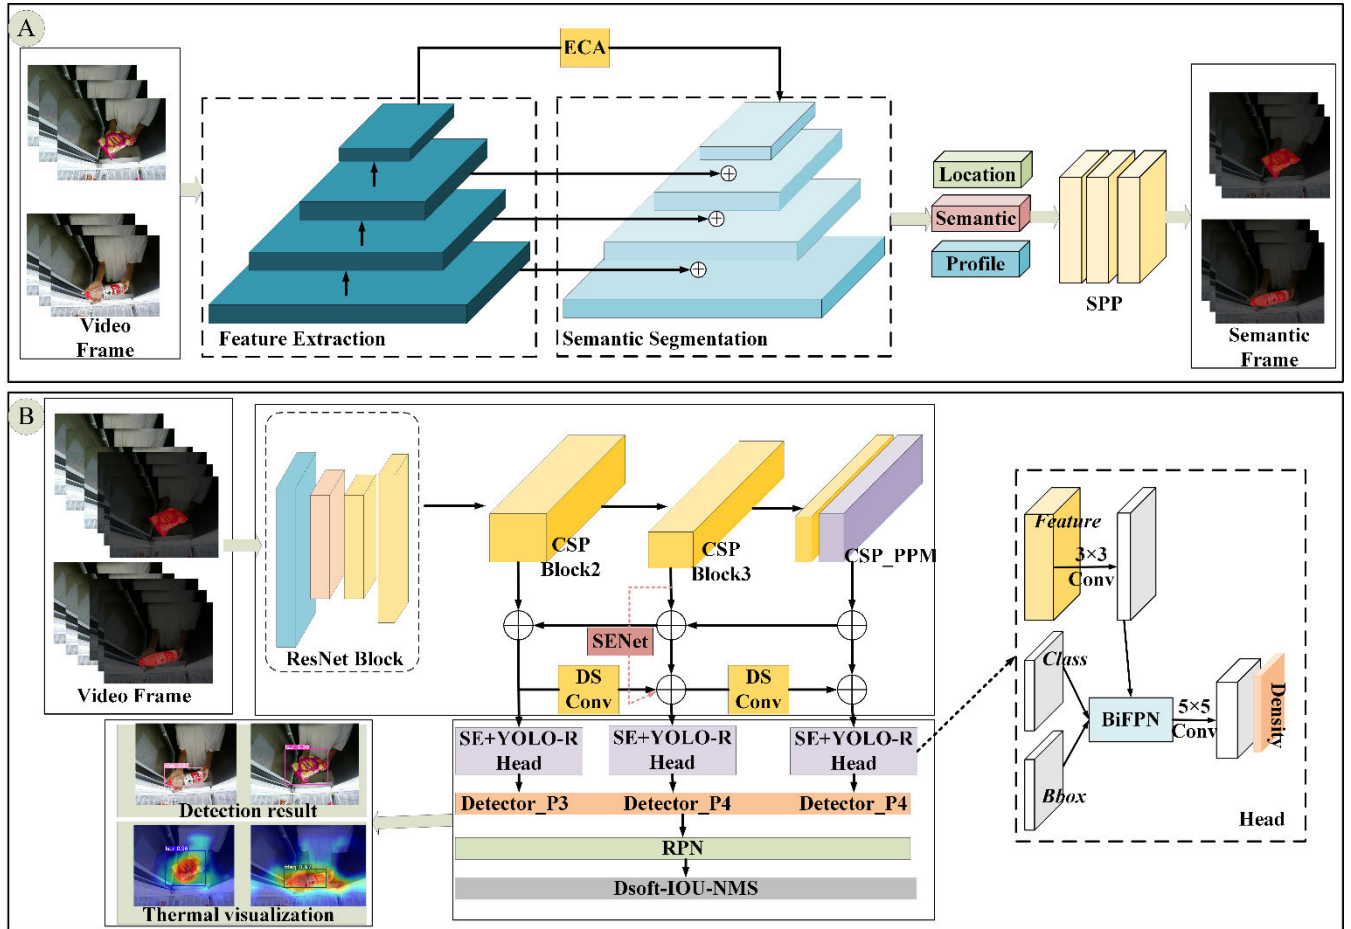 A
ECA
Video
Frame
Feature Extraction
Semantic Segmentation
Location
Semantic
Profile
SPP
Semantic
Frame
B
Video Frame
ResNet Block
CSP
Block2
CSP
Block3
CSP_PPM
SENet
DS
Conv
DS
Conv
SE+YOLO-R
Head
SE+YOLO-R
Head
SE+YOLO-R
Head
Detector_P3
Detector_P4
Detector_P4
RPN
Dsoft-IOU-NMS
Detection result
Thermal visualization
Feature
3×3
Conv
Class
Bbox
BiFPN
5×5
Conv
Density
Head